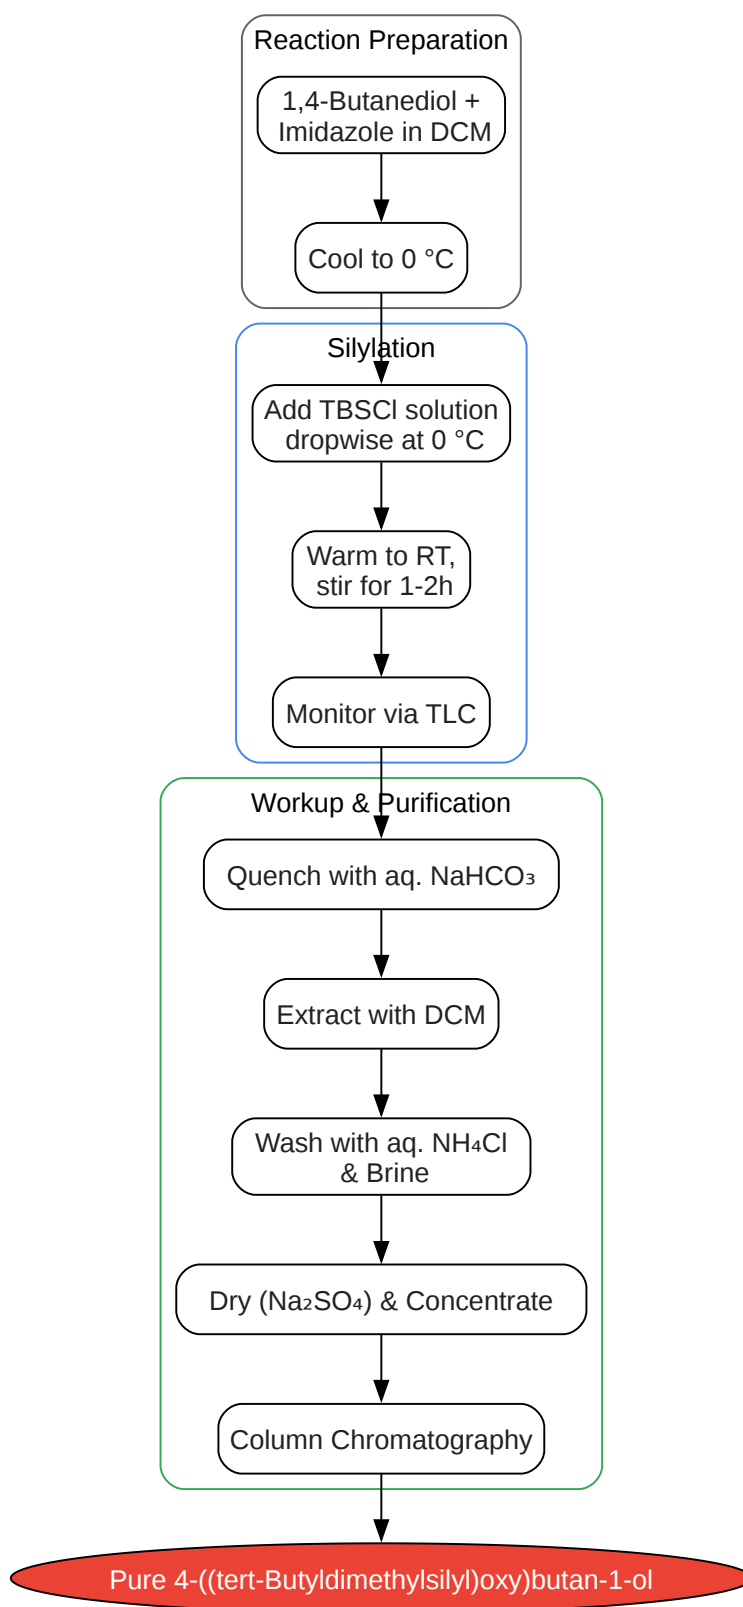 Reaction Preparation
1,4-Butanediol +
Imidazole in DCM
Cool to 0 °C
Silylation
Add TBSCl solution
dropwise at 0 °C
Warm to RT,
stir for 1-2h
Monitor via TLC
Workup & Purification
Quench with aq. NaHCO₃
Extract with DCM
Wash with aq. NH₄Cl
& Brine
Dry (Na₂SO₄) & Concentrate
Column Chromatography
Pure 4-((tert-Butyldimethylsilyl)oxy)butan-1-ol